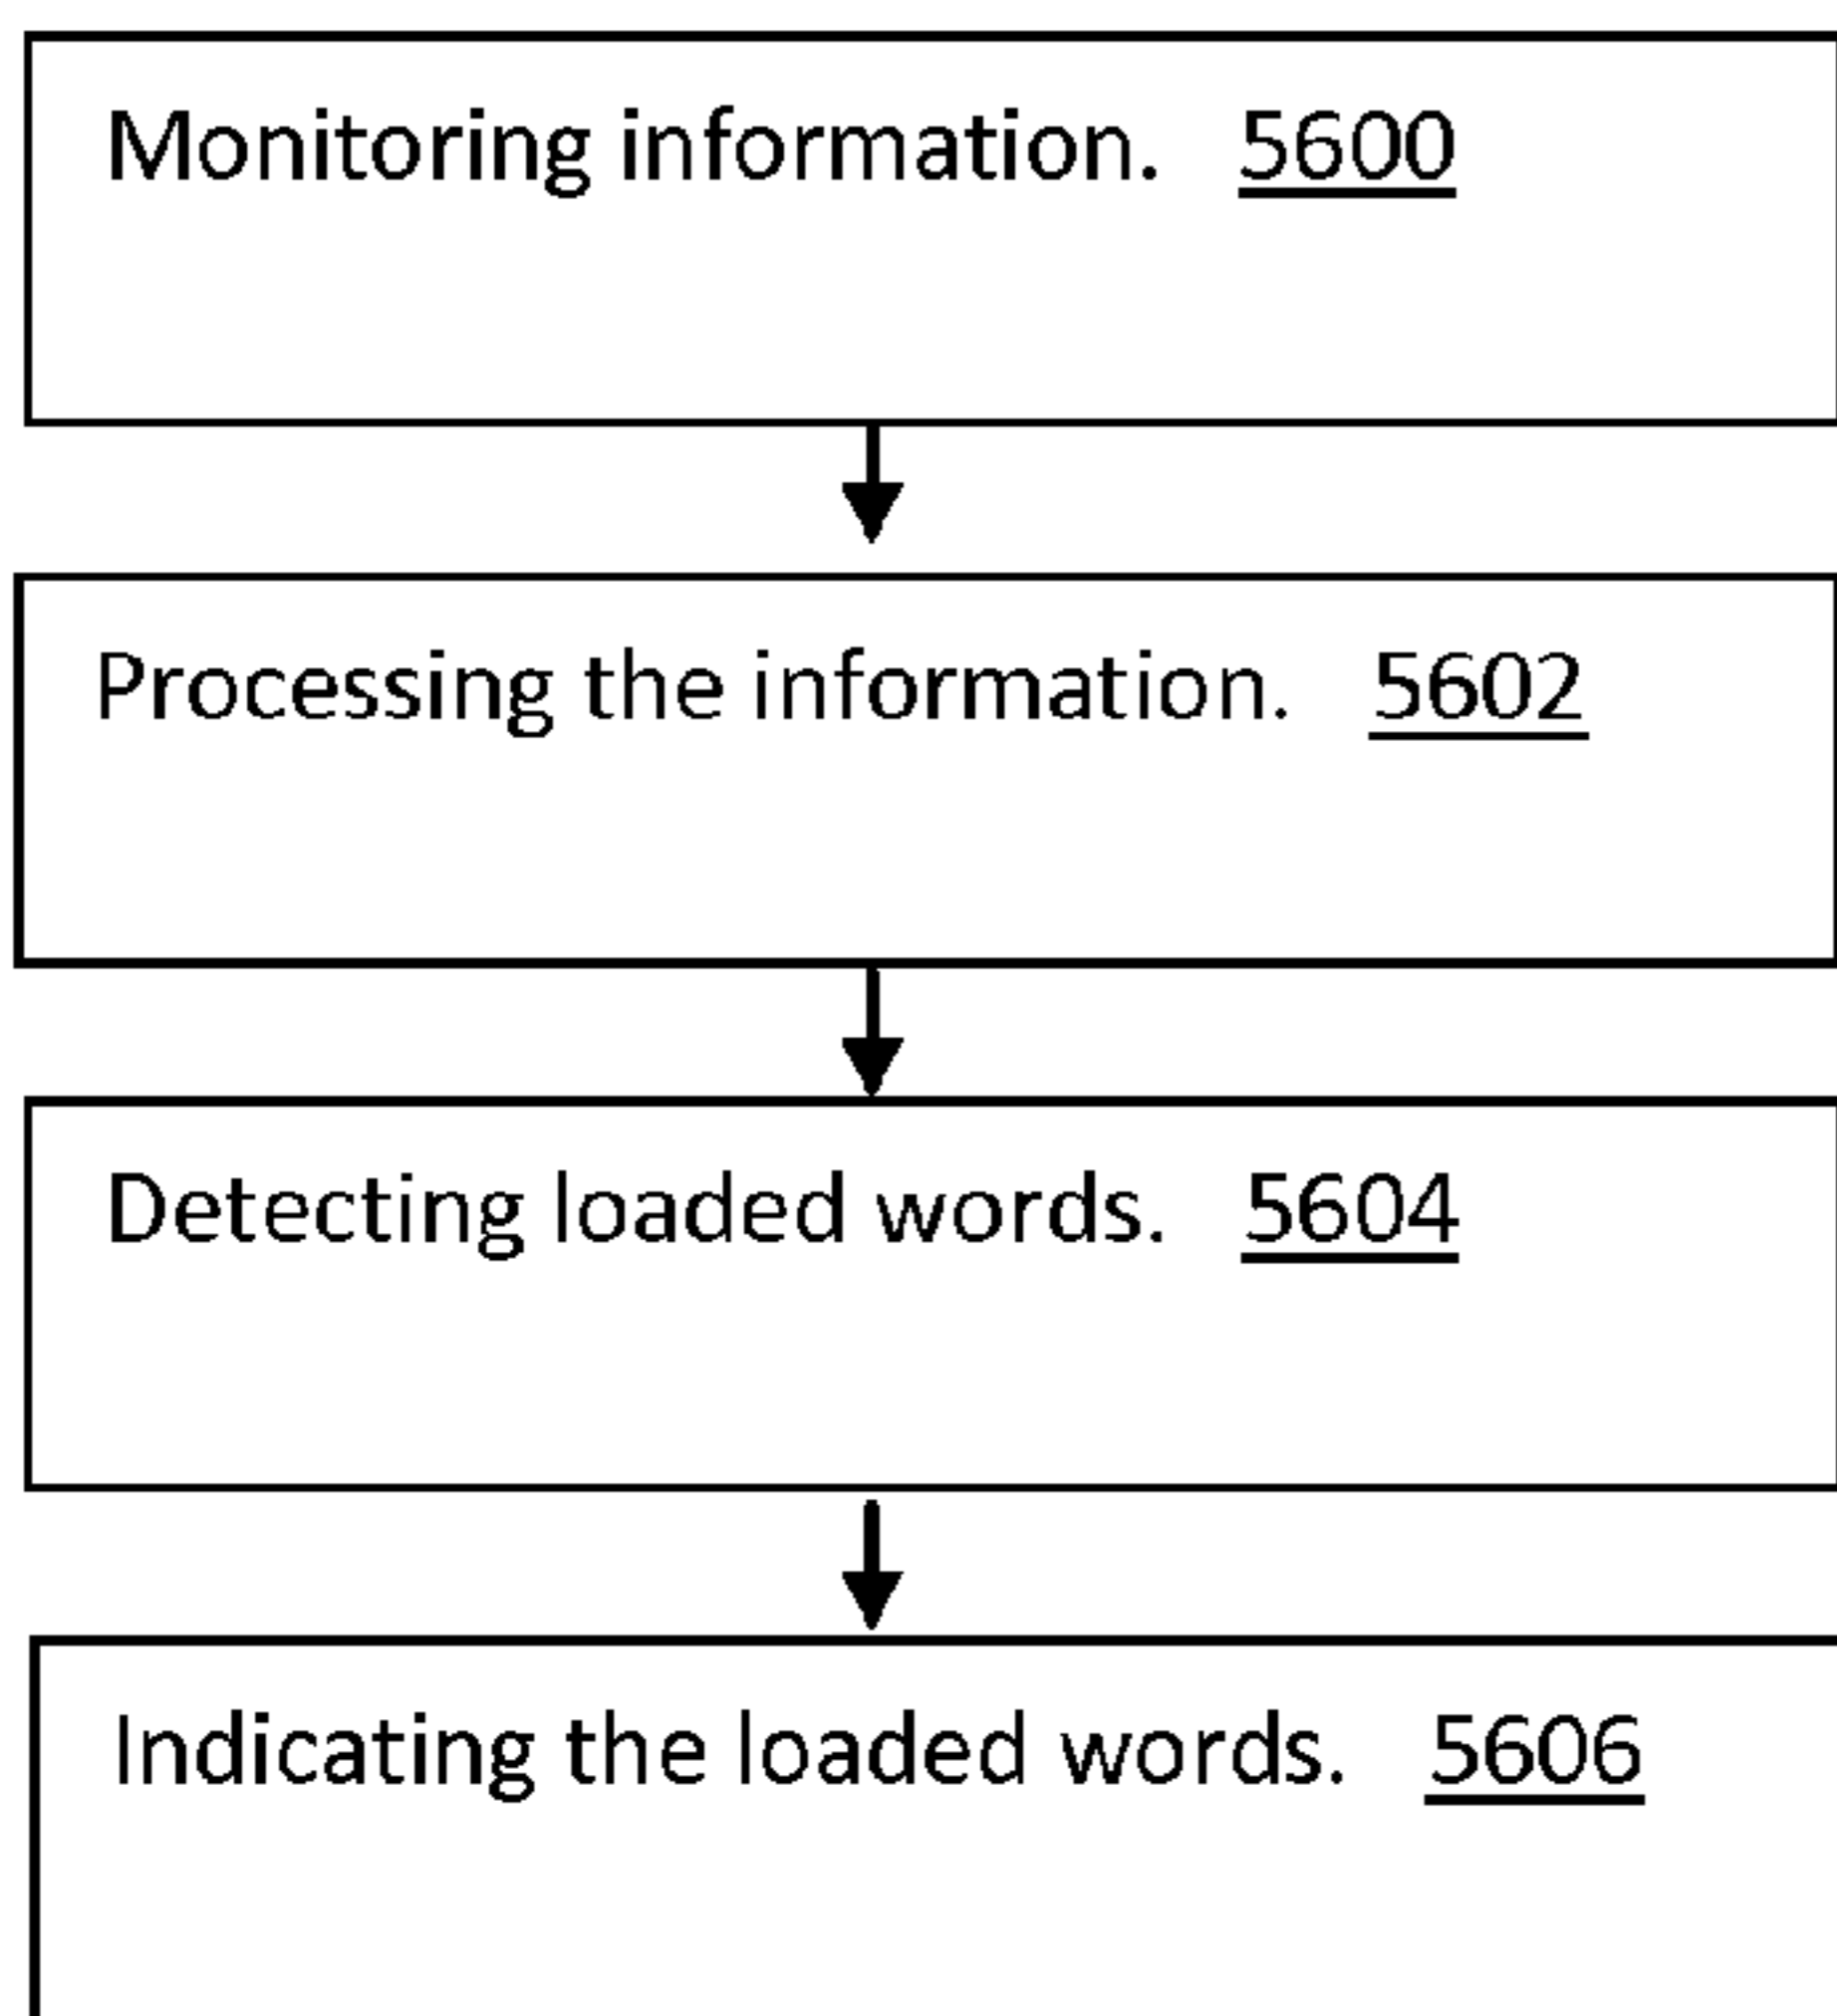 Monitoring information. 5600
Processing the information. 5602
Detecting loaded words. 5604
Indicating the loaded words. 5606